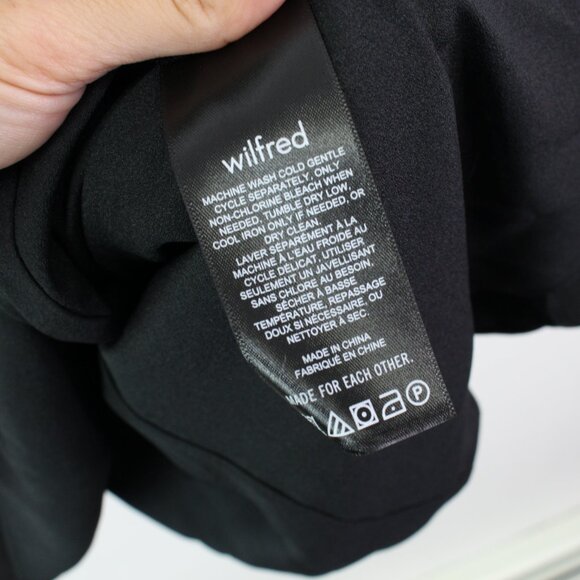 wilfred
MACHINE WASH COLD GENTLE
CYCLE SEPARATELY. ONLY
NON-CHLORINE BLEACH WHEN
NEEDED. TUMBLE DRY LOW.
COOL IRON ONLY IF NEEDED, OR
DRY CLEAN.
LAVER SÉPARÉMENT À LA
MACHINE À L'EAU FROIDE AU
CYCLE DÉLICAT. UTILISER
SEULEMENT UN JAVELLISANT
SANS CHLORE AU BESOIN.
SÉCHER À BASSE
TEMPÉRATURE. REPASSAGE
DOUX SI NÉCESSAIRE, OU
NETTOYER À SEC.
MADE IN CHINA
FABRIQUÉ EN CHINE
MADE FOR EACH OTHER.
P